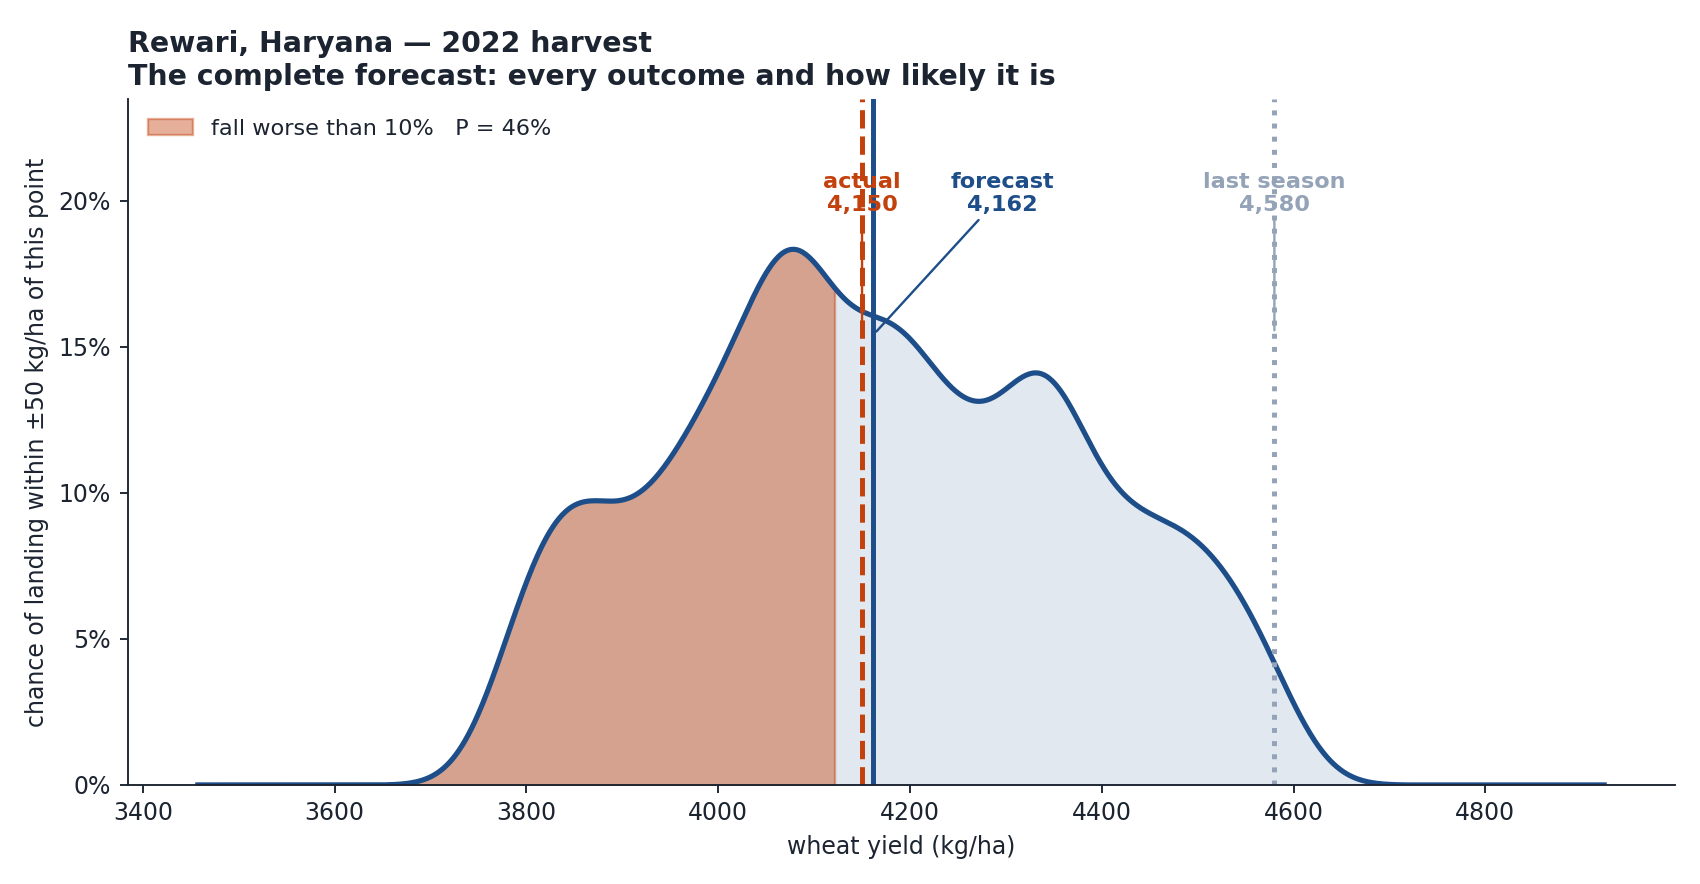 Rewari, Haryana — 2022 harvest
The complete forecast: every outcome and how likely it is
fall worse than 10%   P = 46%
actual
4,150
forecast
4,162
last season
4,580
chance of landing within ±50 kg/ha of this point
20%
15%
10%
5%
0%
3400 3600 3800 4000 4200 4400 4600 4800
wheat yield (kg/ha)